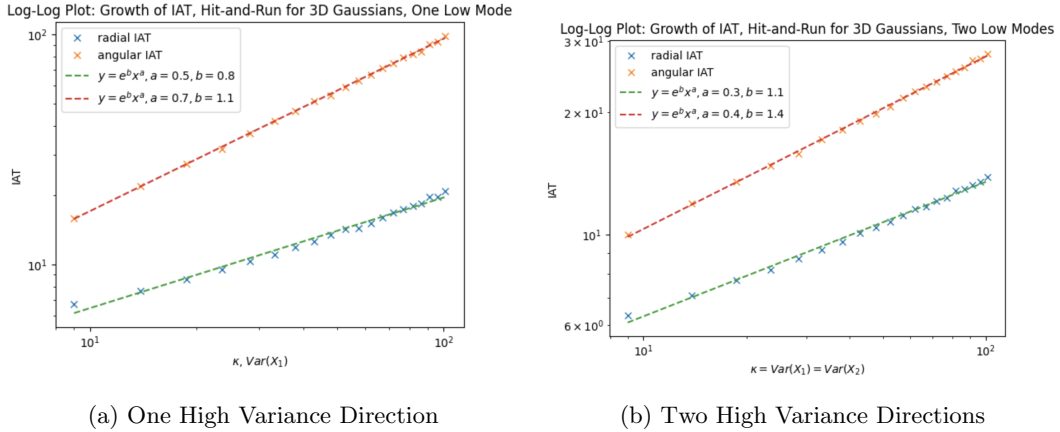 Log-Log Plot: Growth of IAT, Hit-and-Run for 3D Gaussians, One Low Mode
10²
radial IAT
angular IAT
y = e^b x^a, a = 0.5, b = 0.8
y = e^b x^a, a = 0.7, b = 1.1
IAT
10¹
10¹
10²
κ, Var(X₁)
(a) One High Variance Direction
Log-Log Plot: Growth of IAT, Hit-and-Run for 3D Gaussians, Two Low Modes
3 × 10¹
radial IAT
angular IAT
y = e^b x^a, a = 0.3, b = 1.1
y = e^b x^a, a = 0.4, b = 1.4
2 × 10¹
IAT
10¹
6 × 10⁰
10¹
10²
κ = Var(X₁) = Var(X₂)
(b) Two High Variance Directions